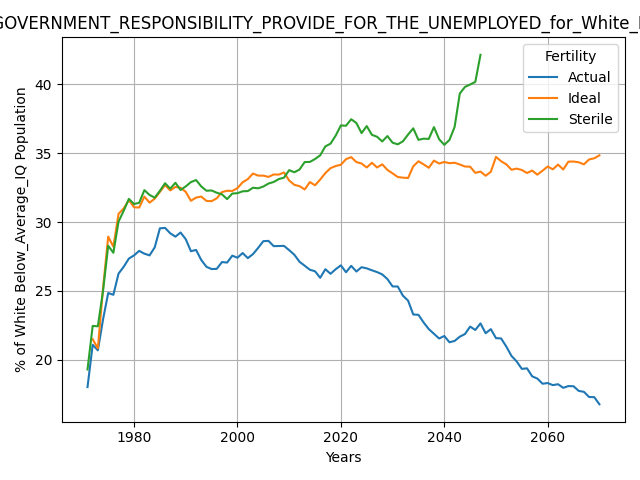 GOVERNMENT_RESPONSIBILITY_PROVIDE_FOR_THE_UNEMPLOYED_for_White_
Fertility
Actual
Ideal
Sterile
40
35
30
25
20
% of White Below_Average_IQ Population
1980
2000
2020
2040
2060
Years